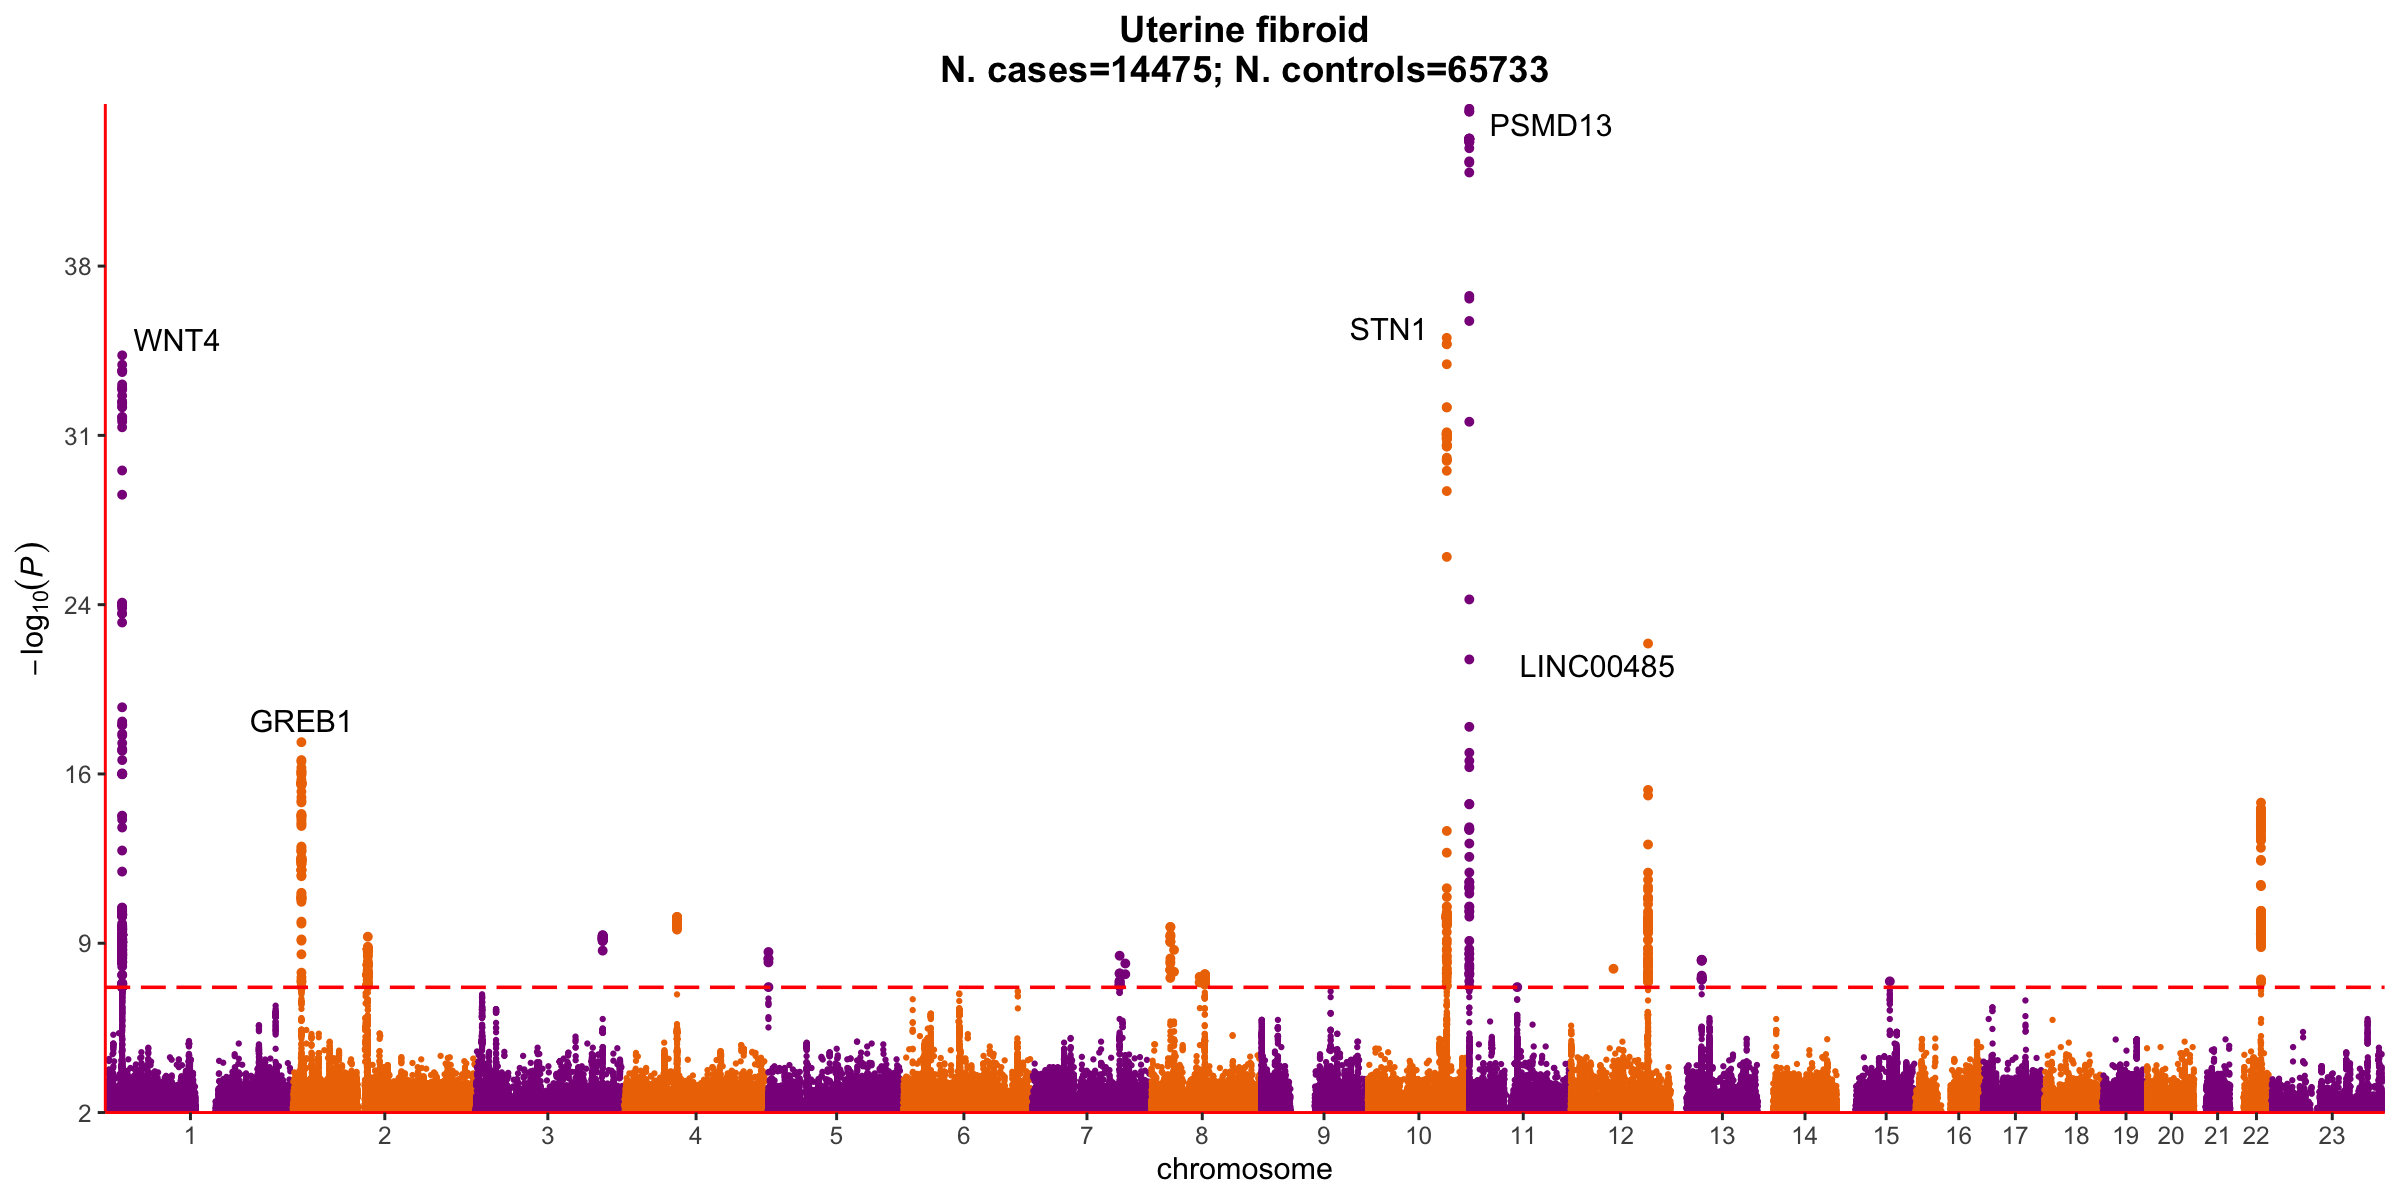 Uterine fibroid
N. cases=14475; N. controls=65733
PSMD13
38
STN1
WNT4
31
−log10(P)
24
LINC00485
GREB1
16
9
2
1 2 3 4 5 6 7 8 9 10 11 12 13 14 15 16 17 18 19 20 21 22 23
chromosome